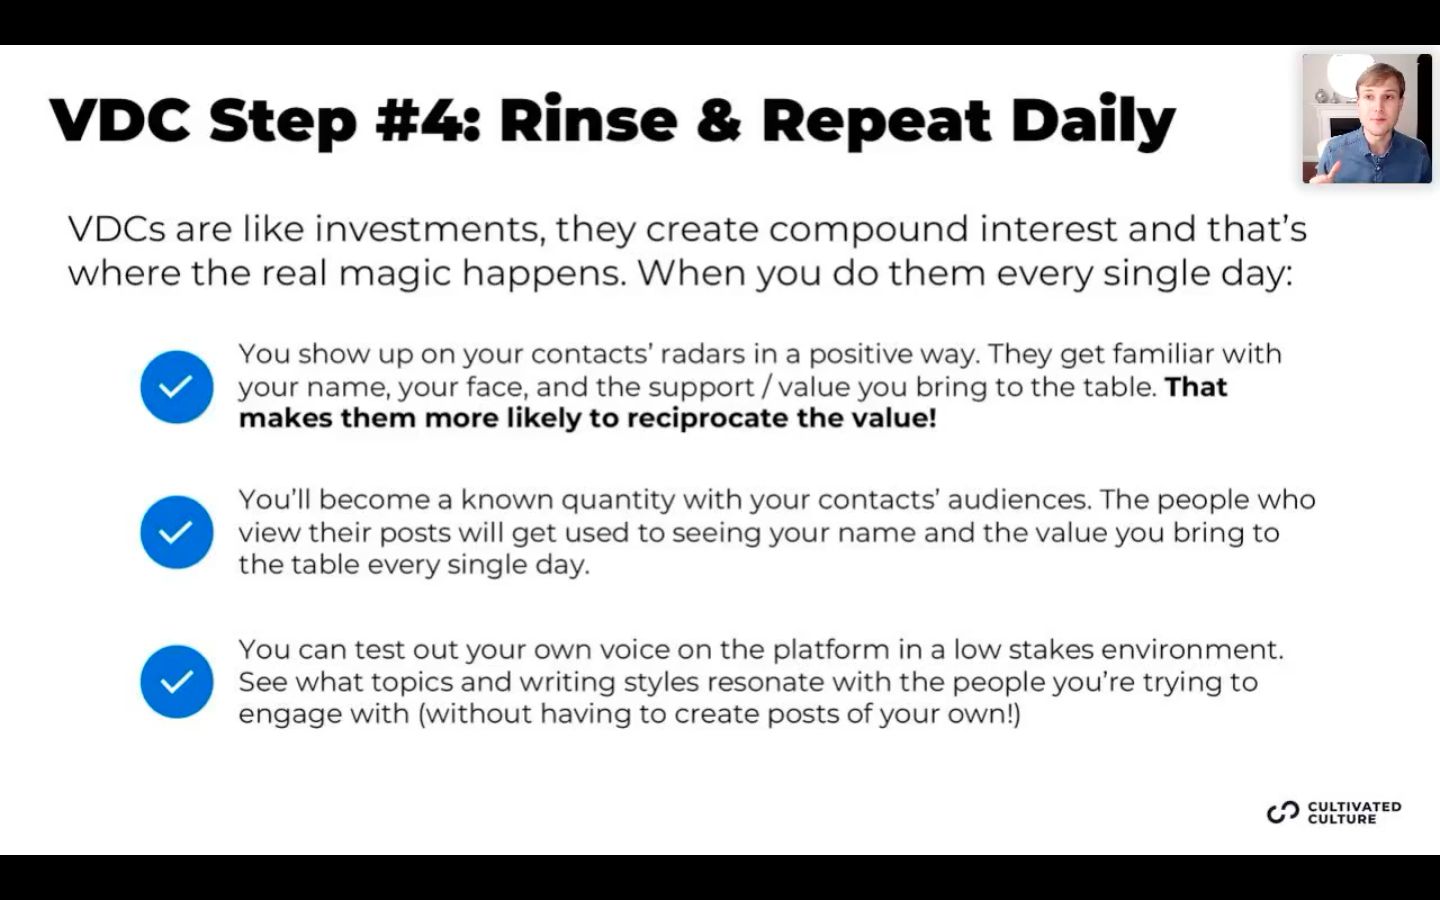 VDC Step #4: Rinse & Repeat Daily
VDCs are like investments, they create compound interest and that’s
where the real magic happens. When you do them every single day:
You show up on your contacts’ radars in a positive way. They get familiar with
your name, your face, and the support / value you bring to the table. That
makes them more likely to reciprocate the value!
You’ll become a known quantity with your contacts’ audiences. The people who
view their posts will get used to seeing your name and the value you bring to
the table every single day.
You can test out your own voice on the platform in a low stakes environment.
See what topics and writing styles resonate with the people you’re trying to
engage with (without having to create posts of your own!)
CULTIVATED
CULTURE